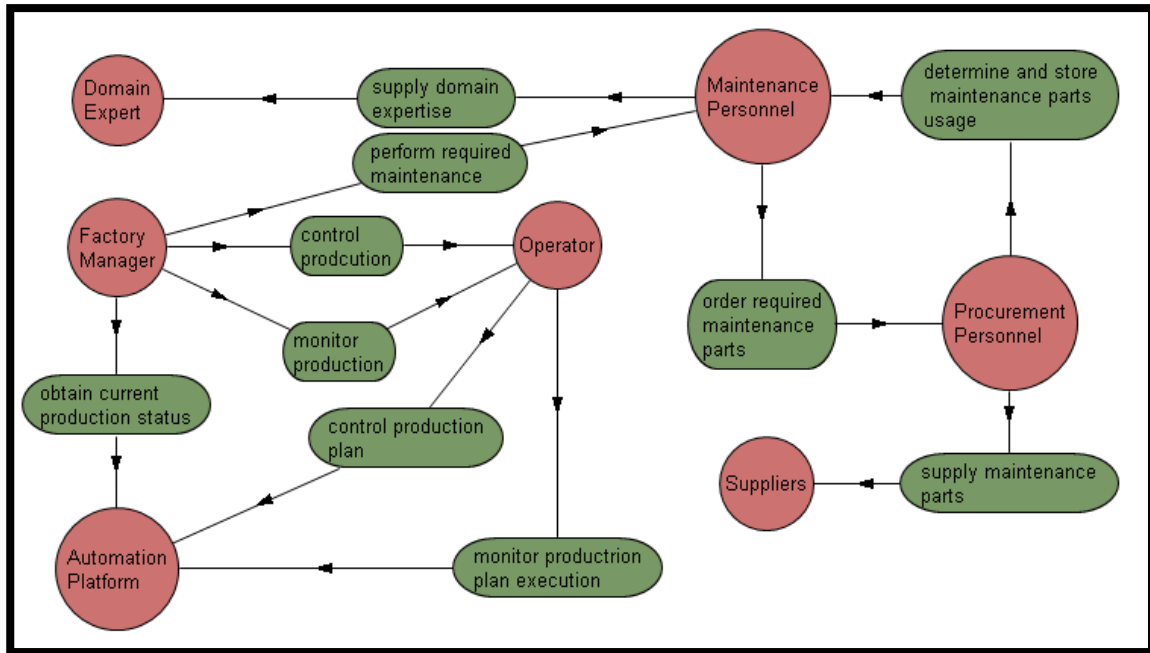 Domain
Expert
supply domain
expertise
Maintenance
Personnel
determine and store
maintenance parts
usage
perform required
maintenance
Factory
Manager
control
prodcution
Operator
monitor
production
order required
maintenance
parts
Procurement
Personnel
obtain current
production status
control production
plan
Suppliers
supply maintenance
parts
Automation
Platform
monitor productrion
plan execution